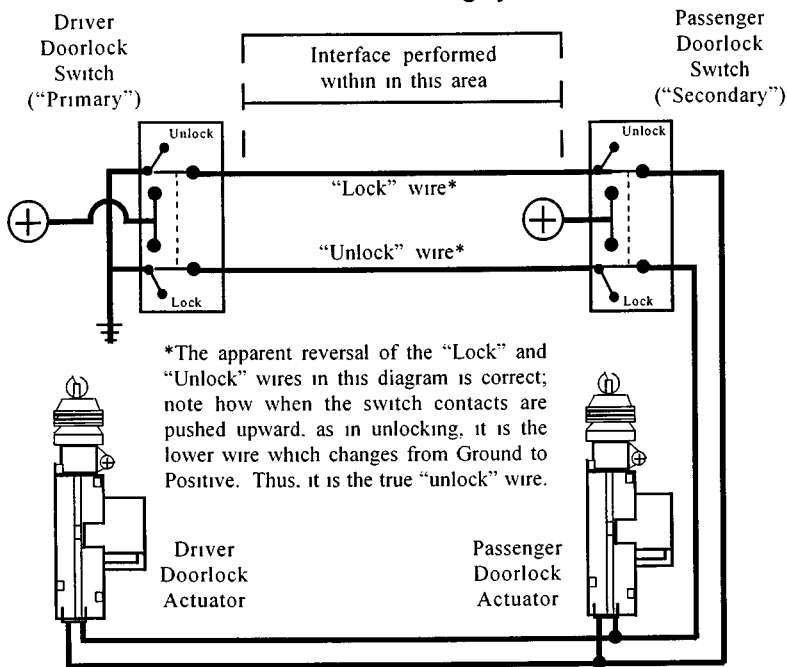 Driver
Doorlock
Switch
("Primary")
Interface performed
within in this area
Passenger
Doorlock
Switch
("Secondary")
Unlock
Unlock
"Lock" wire*
"Unlock" wire*
Lock
Lock
*The apparent reversal of the "Lock" and
"Unlock" wires in this diagram is correct;
note how when the switch contacts are
pushed upward, as in unlocking, it is the
lower wire which changes from Ground to
Positive. Thus, it is the true "unlock" wire.
Driver
Doorlock
Actuator
Passenger
Doorlock
Actuator